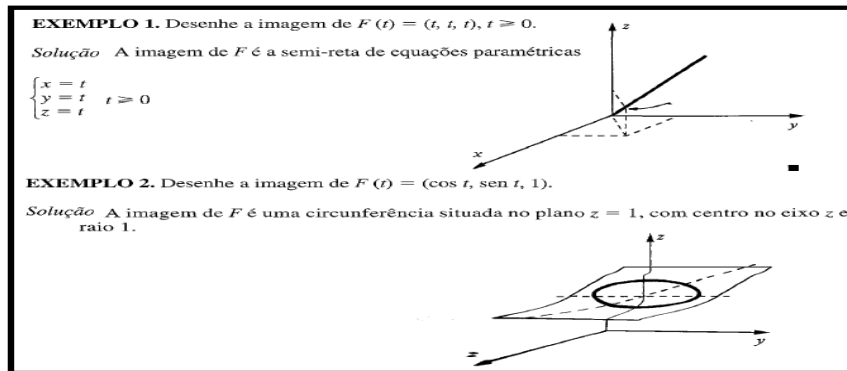 EXEMPLO 1. Desenhe a imagem de F (t) = (t, t, t), t ≥ 0.
Solução A imagem de F é a semi-reta de equações paramétricas
x = t
y = t t ≥ 0
z = t
z
y
x
EXEMPLO 2. Desenhe a imagem de F (t) = (cos t, sen t, 1).
Solução A imagem de F é uma circunferência situada no plano z = 1, com centro no eixo z e
raio 1.
z
y